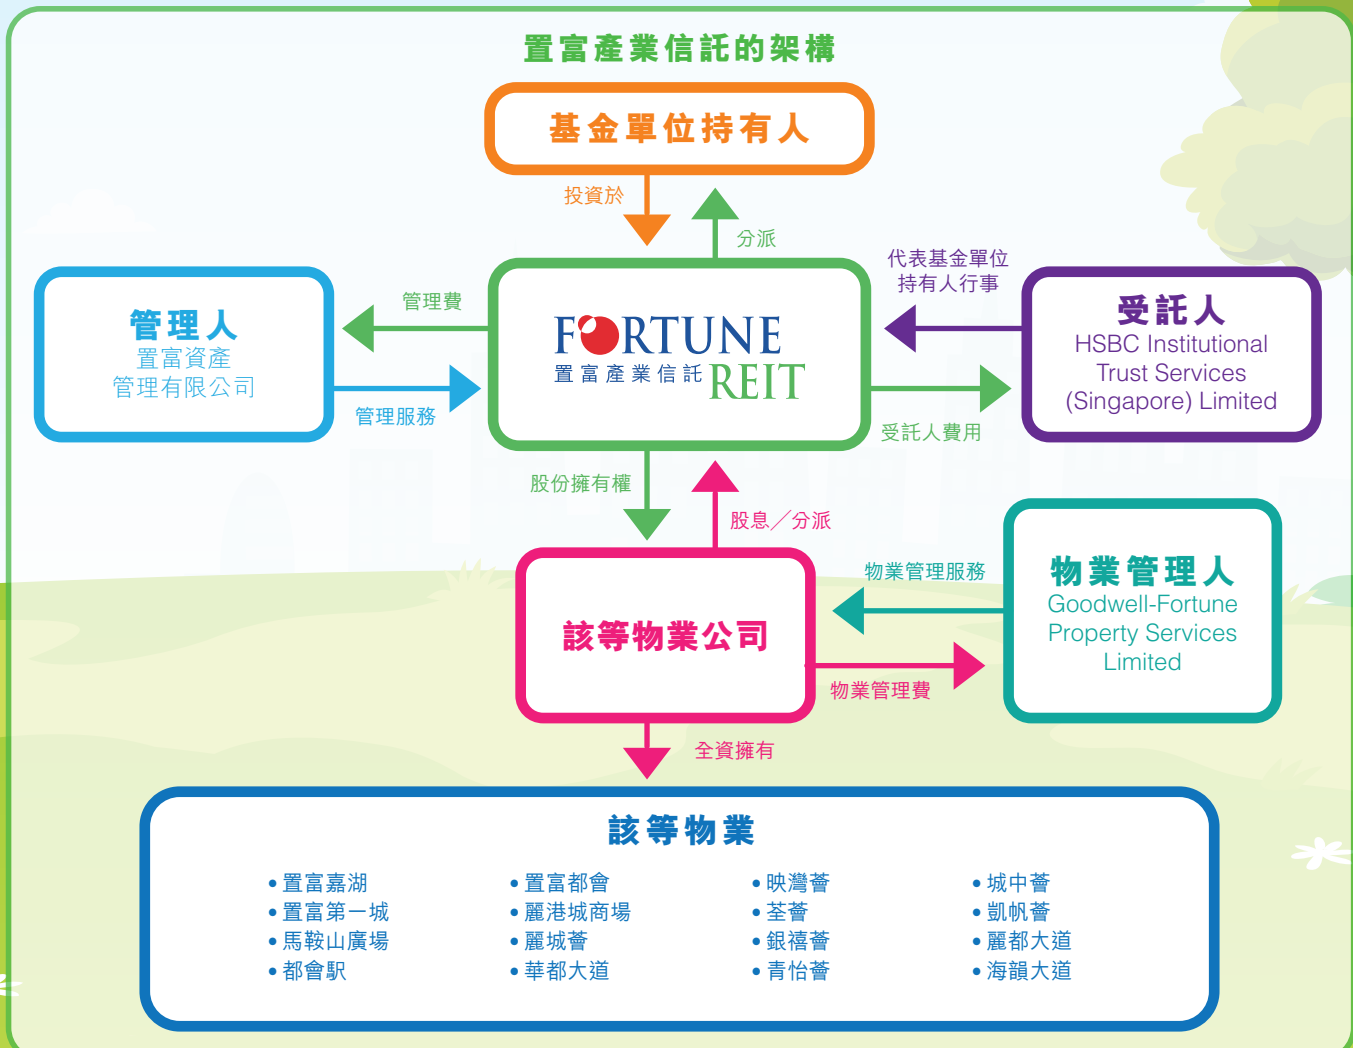 置富產業信託的架構
基金單位持有人
投資於
分派
代表基金單位
持有人行事
管理費
管理人
置富資產
管理有限公司
管理服務
FORTUNE
置富產業信託 REIT
受託人
HSBC Institutional
Trust Services
(Singapore) Limited
受託人費用
股份擁有權
股息／分派
物業管理服務
物業管理人
Goodwell-Fortune
Property Services
Limited
該等物業公司
物業管理費
全資擁有
該等物業
• 置富嘉湖
• 置富第一城
• 馬鞍山廣場
• 都會駅
• 置富都會
• 麗港城商場
• 麗城薈
• 華都大道
• 映灣薈
• 荃薈
• 銀禧薈
• 青怡薈
• 城中薈
• 凱帆薈
• 麗都大道
• 海韻大道